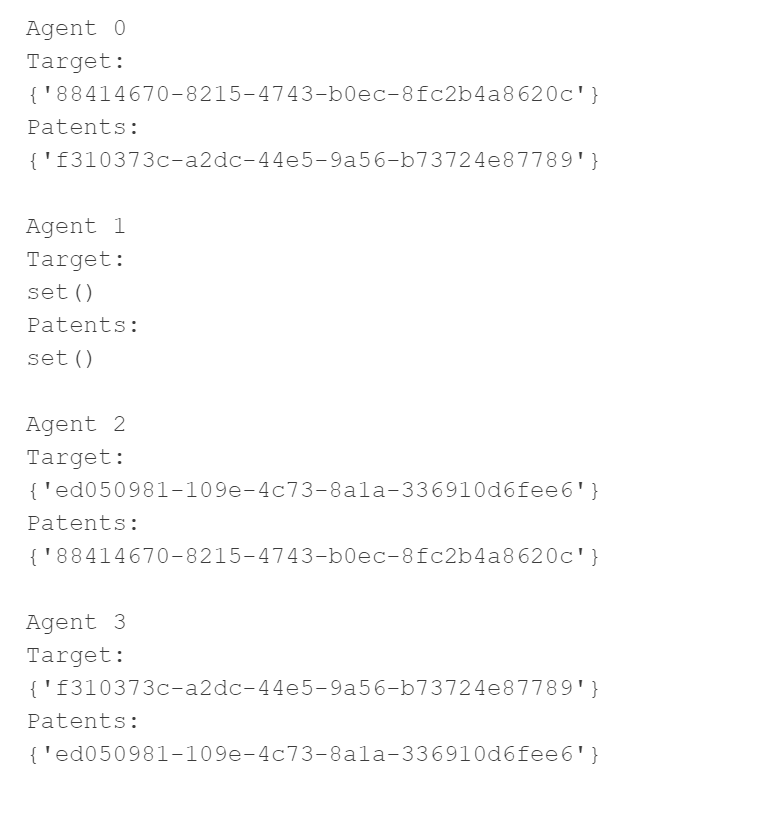 Agent 0
Target:
{'88414670-8215-4743-b0ec-8fc2b4a8620c'}
Patents:
{'f310373c-a2dc-44e5-9a56-b73724e87789'}
Agent 1
Target:
set()
Patents:
set()
Agent 2
Target:
{'ed050981-109e-4c73-8a1a-336910d6fee6'}
Patents:
{'88414670-8215-4743-b0ec-8fc2b4a8620c'}
Agent 3
Target:
{'f310373c-a2dc-44e5-9a56-b73724e87789'}
Patents:
{'ed050981-109e-4c73-8a1a-336910d6fee6'}